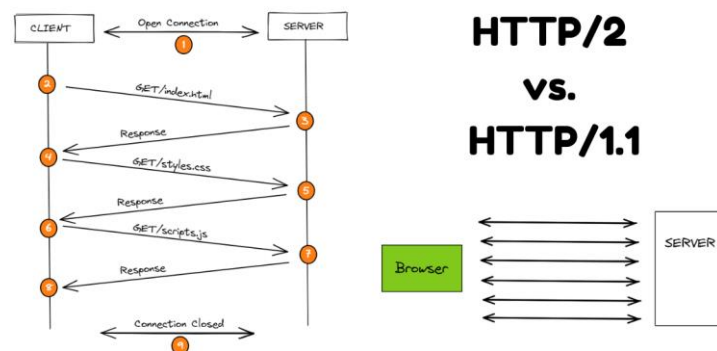 CLIENT
Open Connection
SERVER
1
2
GET/index.html
3
Response
4
GET/styles.css
5
Response
6
GET/scripts.js
7
Response
8
Connection Closed
9
HTTP/2
vs.
HTTP/1.1
Browser
SERVER